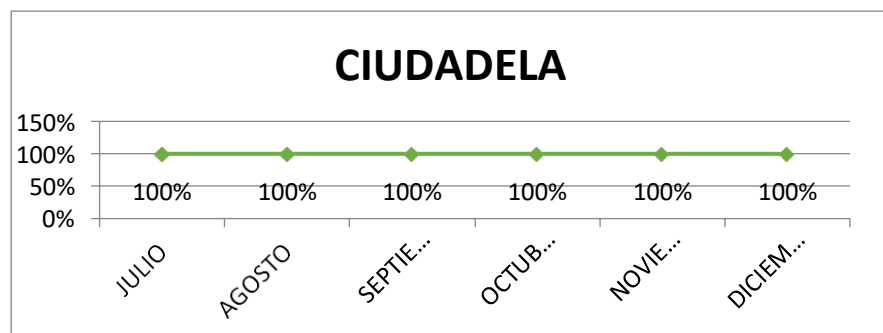 CIUDADELA
150%
100%
50%
0%
100% 100% 100% 100% 100% 100%
JULIO AGOSTO SEPTIE... OCTUB... NOVIE... DICIEM...